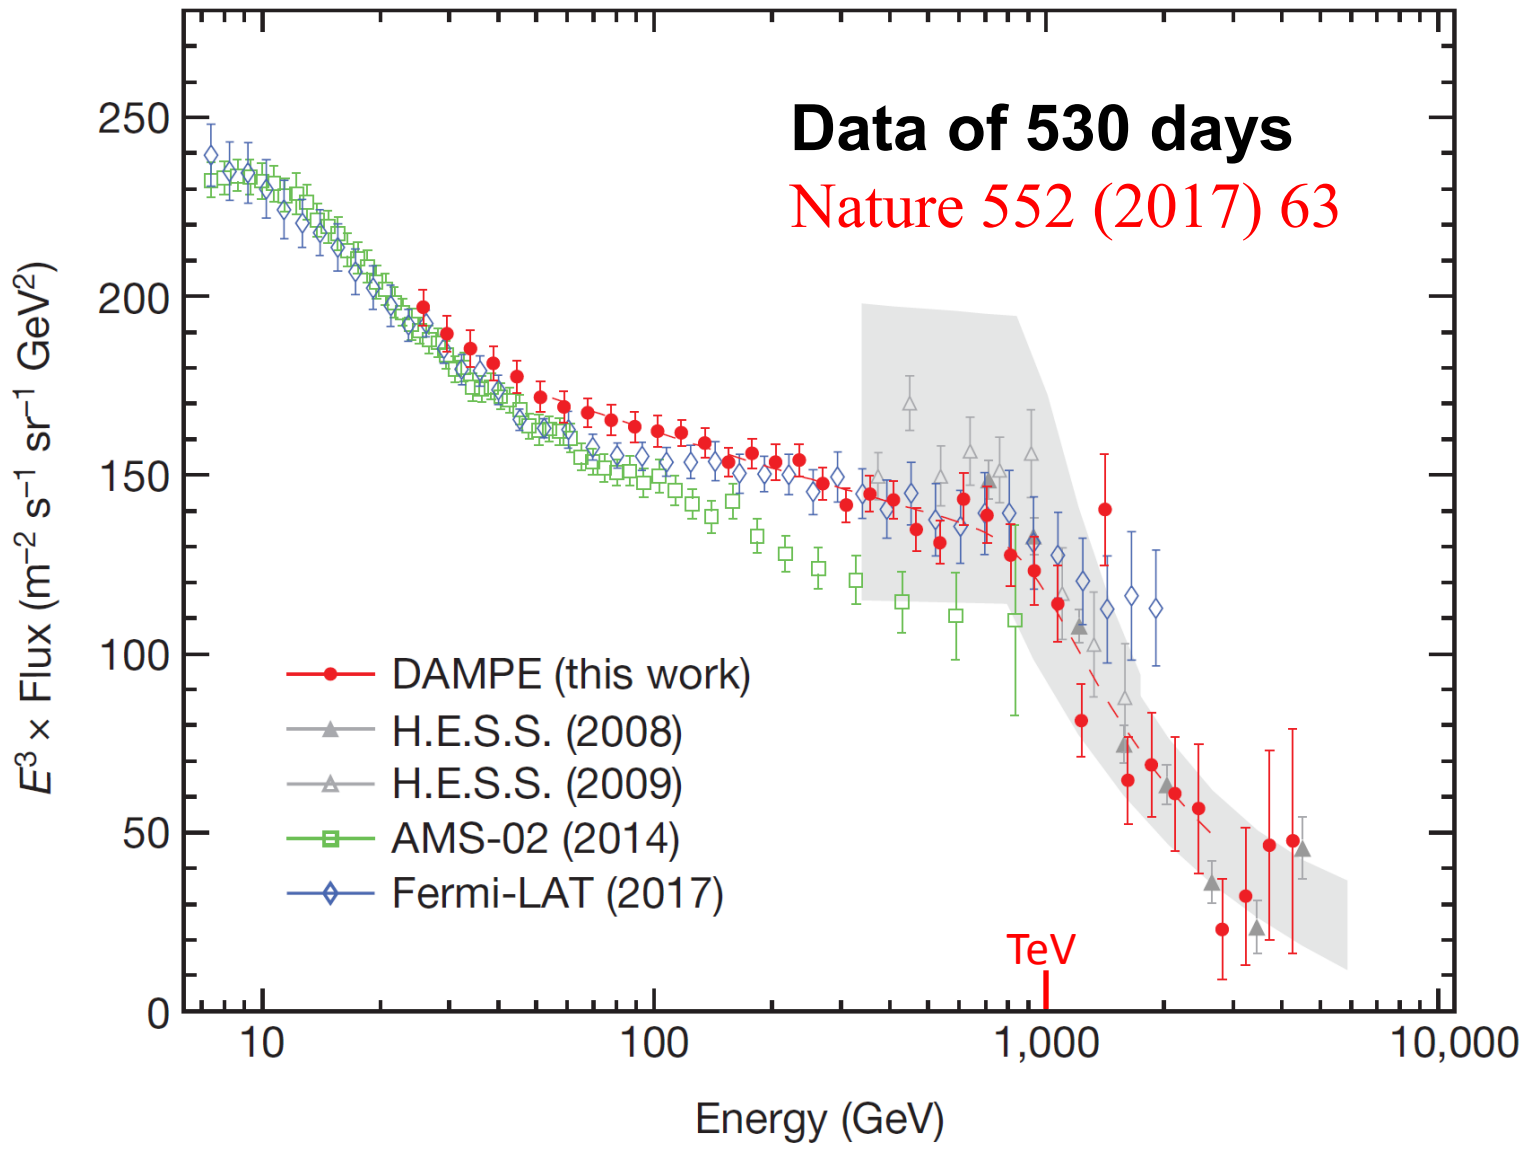 Data of 530 days
Nature 552 (2017) 63
E³ × Flux (m⁻² s⁻¹ sr⁻¹ GeV²)
250
200
150
100
50
0
DAMPE (this work)
H.E.S.S. (2008)
H.E.S.S. (2009)
AMS-02 (2014)
Fermi-LAT (2017)
TeV
10
100
1,000
10,000
Energy (GeV)